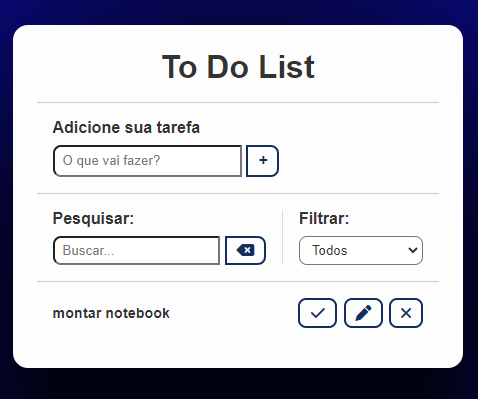 To Do List
Adicione sua tarefa
O que vai fazer? +
Pesquisar: Filtrar:
Buscar... Todos
montar notebook